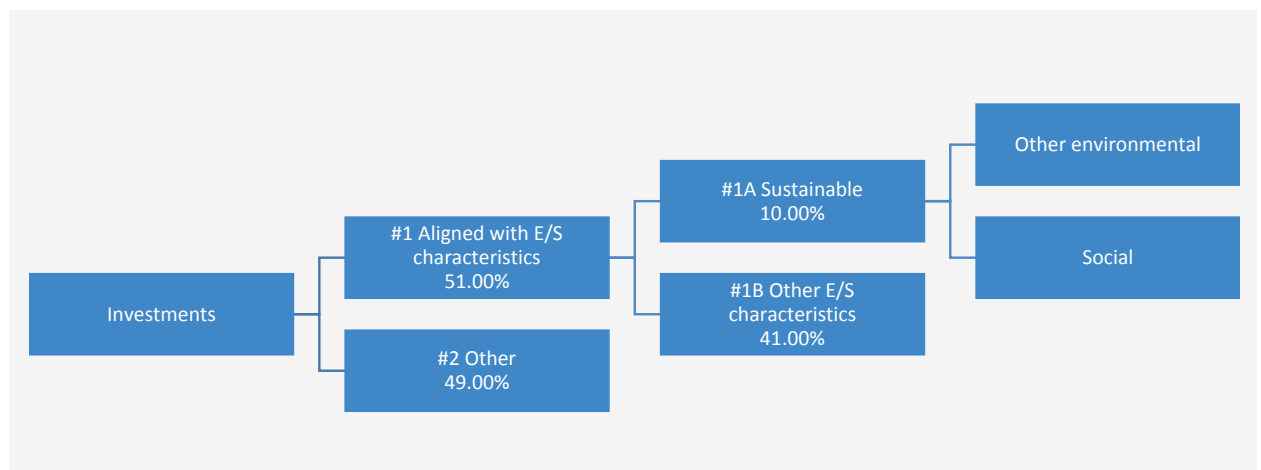 Investments
#1 Aligned with E/S
characteristics
51.00%
#2 Other
49.00%
#1A Sustainable
10.00%
#1B Other E/S
characteristics
41.00%
Other environmental
Social